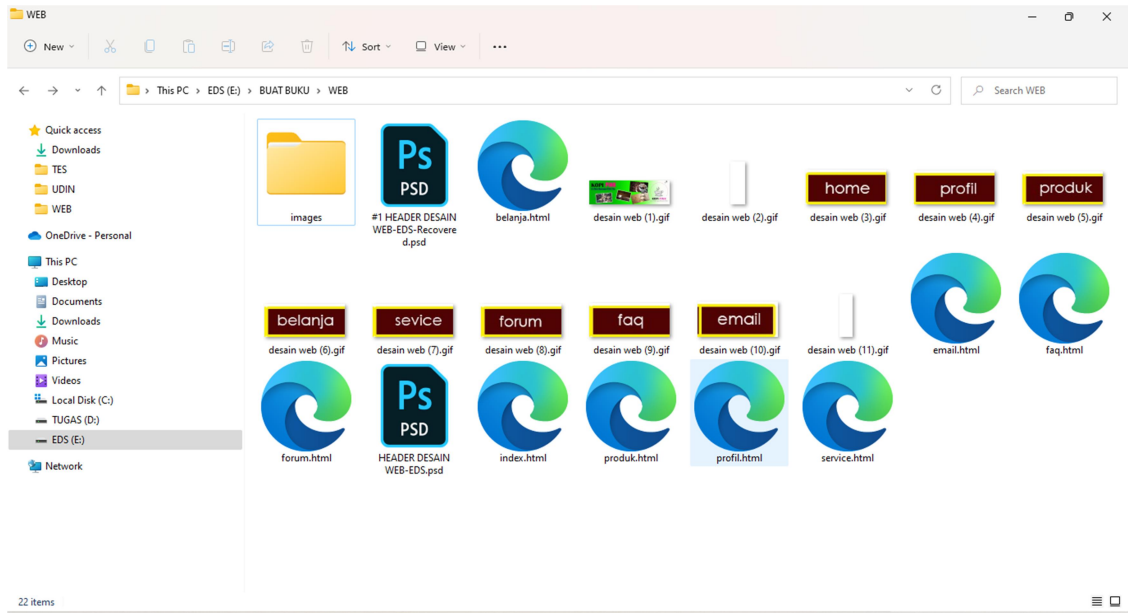 WEB
New
Sort
View
This PC > EDS (E:) > BUAT BUKU > WEB
Search WEB
Quick access
Downloads
TES
UDIN
WEB
OneDrive - Personal
This PC
Desktop
Documents
Downloads
Music
Pictures
Videos
Local Disk (C:)
TUGAS (D:)
EDS (E:)
Network
Ps
PSD
home
profil
produk
images
#1 HEADER DESAIN
WEB-EDS-Recovere
d.psd
belanja.html
desain web (1).gif
desain web (2).gif
desain web (3).gif
desain web (4).gif
desain web (5).gif
belanja
sevice
forum
faq
email
desain web (6).gif
desain web (7).gif
desain web (8).gif
desain web (9).gif
desain web (10).gif
desain web (11).gif
email.html
faq.html
Ps
PSD
forum.html
HEADER DESAIN
WEB-EDS.psd
index.html
produk.html
profil.html
service.html
22 items